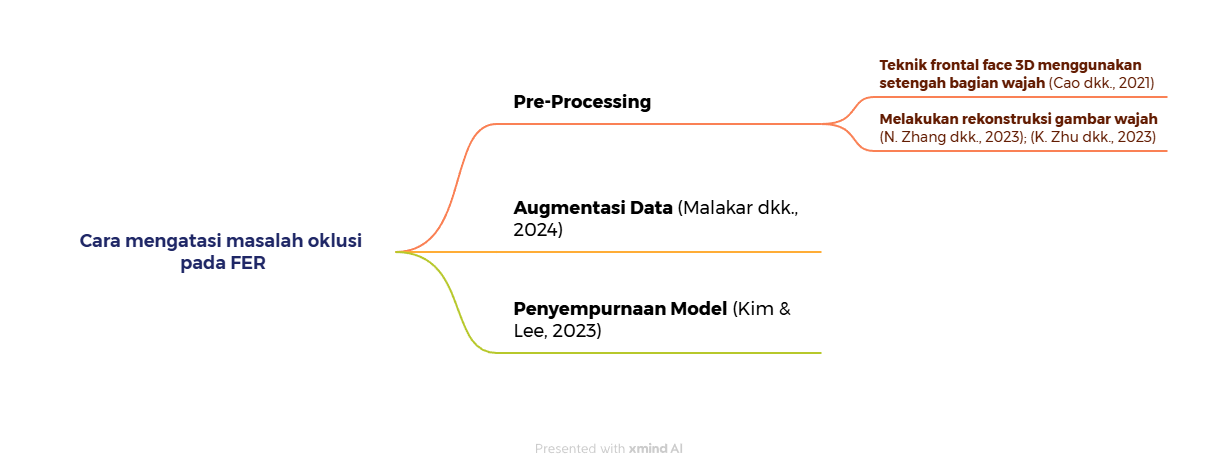 Teknik frontal face 3D menggunakan
setengah bagian wajah (Cao dkk., 2021)
Pre-Processing
Melakukan rekonstruksi gambar wajah
(N. Zhang dkk., 2023); (K. Zhu dkk., 2023)
Augmentasi Data (Malakar dkk.,
2024)
Cara mengatasi masalah oklusi
pada FER
Penyempurnaan Model (Kim &
Lee, 2023)
Presented with xmind AI